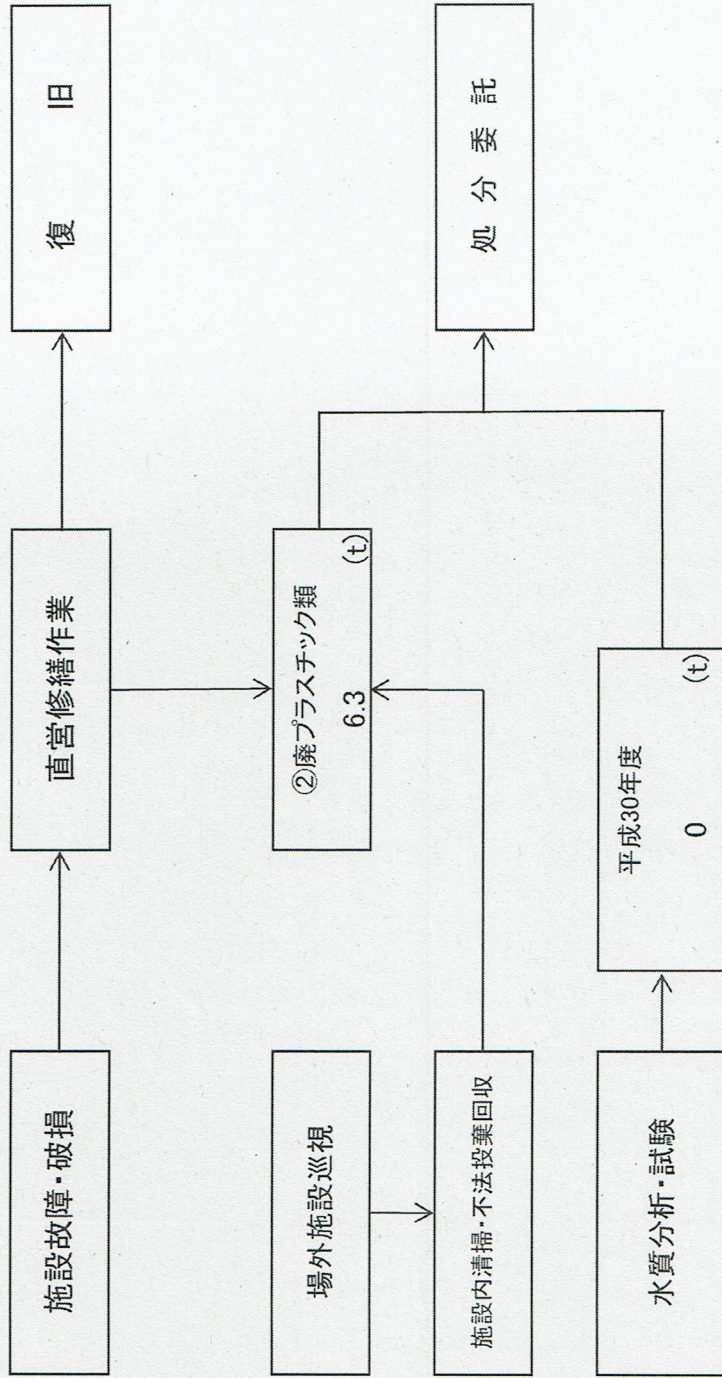 施設故障・破損
直営修繕作業
復 旧
場外施設巡視
②廃プラスチック類
6.3
(t)
施設内清掃・不法投棄回収
処 分 委 託
水質分析・試験
平成30年度
0
(t)